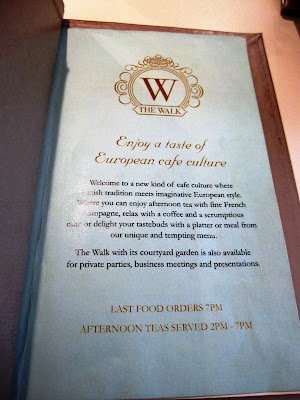 W
THE WALK
Enjoy a taste of
European cafe culture
Welcome to a new kind of cafe culture where
tradition meets imaginative European style.
where you can enjoy afternoon tea with fine French
relax with a coffee and a scrumptious
or delight your tastebuds with a platter or meal from
our unique and tempting menu.
The Walk with its courtyard garden is also available
for private parties, business meetings and presentations.
LAST FOOD ORDERS 7PM
AFTERNOON TEAS SERVED 2PM - 7PM